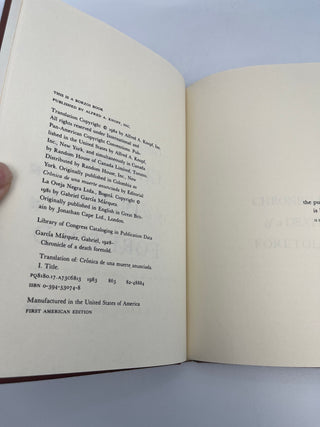 THIS IS A BORZOI BOOK
PUBLISHED BY ALFRED A. KNOPF, INC.
Translation Copyright © 1982 by Alfred A. Knopf, Inc.
All rights reserved under International and
Pan-American Copyright Conventions. Pub-
lished in the United States by Alfred A. Knopf,
Inc., New York, and simultaneously in Canada
by Random House of Canada Limited, Toronto.
Distributed by Random House, Inc., New
York. Originally published in Colombia as
Crónica de una muerte anunciada by Editorial
La Oveja Negra Ltda., Bogotá. Copyright ©
1981 by Gabriel García Márquez.
Originally published in English in Great Brit-
ain by Jonathan Cape Ltd., London.
Library of Congress Cataloging in Publication Data
García Márquez, Gabriel, 1928-
Chronicle of a death foretold.
Translation of: Crónica de una muerte anunciada
I. Title.
PQ8180.17.A73C6813 1983 863 82-48884
ISBN 0-394-53074-8
Manufactured in the United States of America
FIRST AMERICAN EDITION
the pu
is